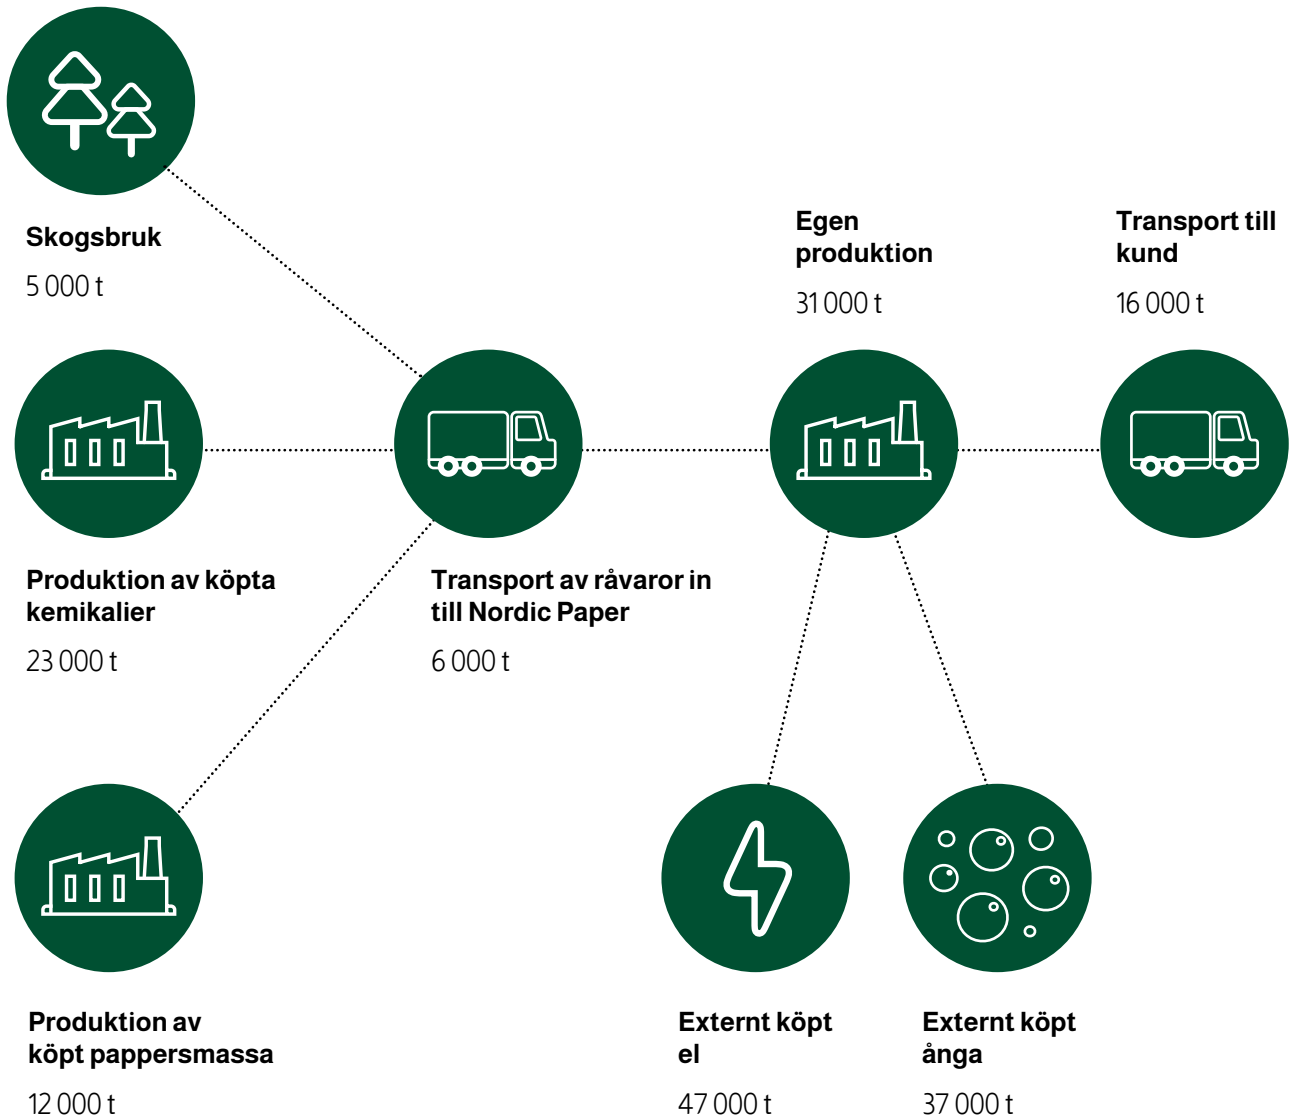 Skogsbruk
5 000 t
Egen
produktion
31 000 t
Transport till
kund
16 000 t
Produktion av köpta
kemikalier
23 000 t
Transport av råvaror in
till Nordic Paper
6 000 t
Produktion av
köpt pappersmassa
12 000 t
Externt köpt
el
47 000 t
Externt köpt
ånga
37 000 t